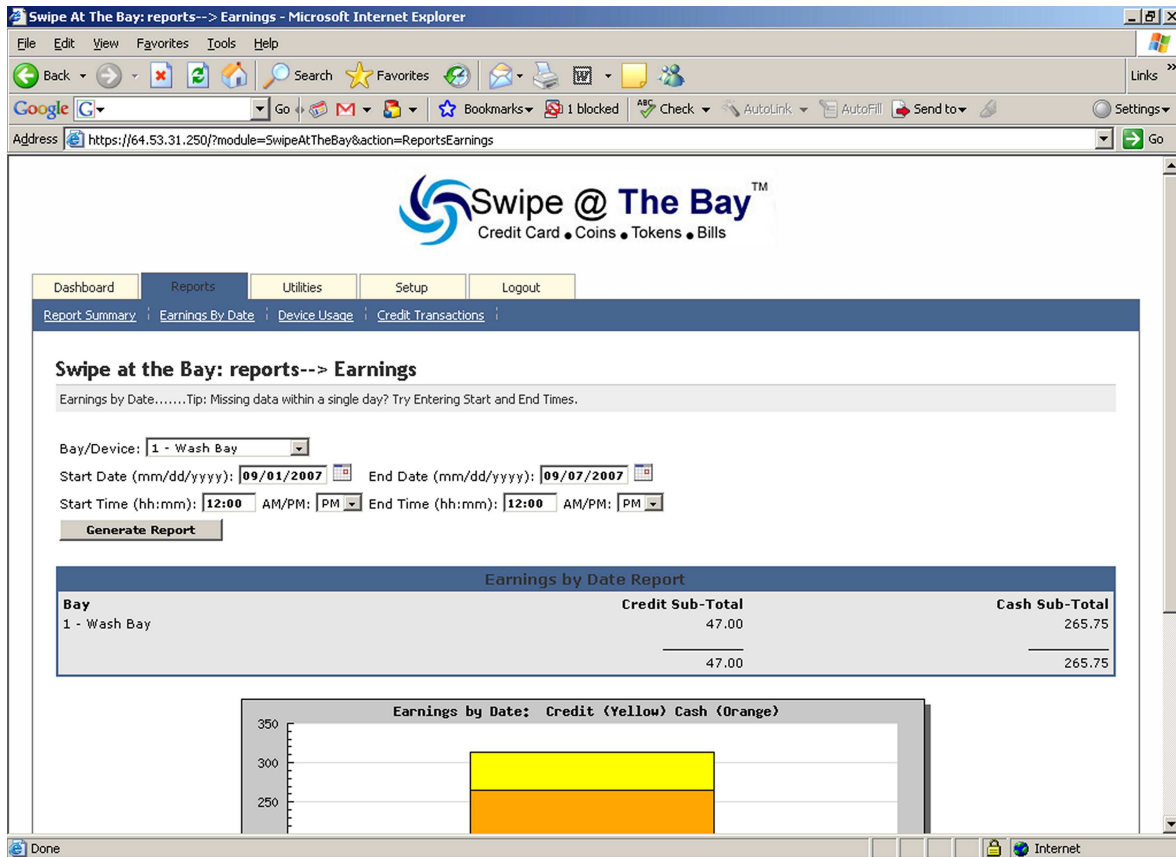 Swipe At The Bay: reports--> Earnings - Microsoft Internet Explorer
File Edit View Favorites Tools Help
Back Search Favorites Links »
Google Go Bookmarks 1 blocked Check AutoLink AutoFill Send to Settings
Address https://64.53.31.250/?module=SwipeAtTheBay&action=ReportsEarnings Go
Swipe @ The Bay™
Credit Card • Coins • Tokens • Bills
Dashboard Reports Utilities Setup Logout
Report Summary Earnings By Date Device Usage Credit Transactions
Swipe at the Bay: reports--> Earnings
Earnings by Date.......Tip: Missing data within a single day? Try Entering Start and End Times.
Bay/Device: 1 - Wash Bay
Start Date (mm/dd/yyyy): 09/01/2007 End Date (mm/dd/yyyy): 09/07/2007
Start Time (hh:mm): 12:00 AM/PM: PM End Time (hh:mm): 12:00 AM/PM: PM
Generate Report
Earnings by Date Report
Bay Credit Sub-Total Cash Sub-Total
1 - Wash Bay 47.00 265.75
47.00 265.75
Earnings by Date: Credit (Yellow) Cash (Orange)
350
300
250
Done Internet